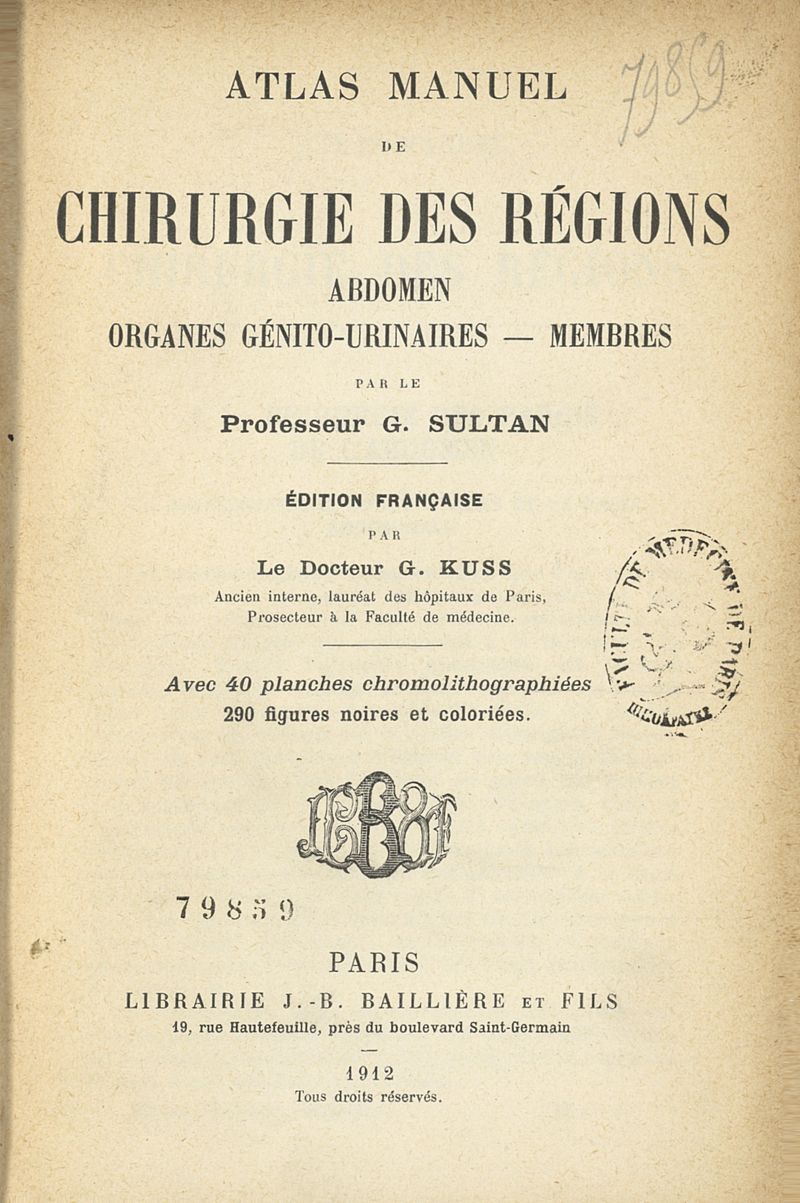 79859
ATLAS MANUEL
DE
CHIRURGIE DES RÉGIONS
ABDOMEN
ORGANES GÉNITO-URINAIRES — MEMBRES
PAR LE
Professeur G. SULTAN
ÉDITION FRANÇAISE
PAR
Le Docteur G. KUSS
Ancien interne, lauréat des hôpitaux de Paris,
Prosecteur à la Faculté de médecine.
Avec 40 planches chromolithographiées
290 figures noires et coloriées.
79859
PARIS
LIBRAIRIE J.-B. BAILLIÈRE ET FILS
19, rue Hautefeuille, près du boulevard Saint-Germain
1912
Tous droits réservés.